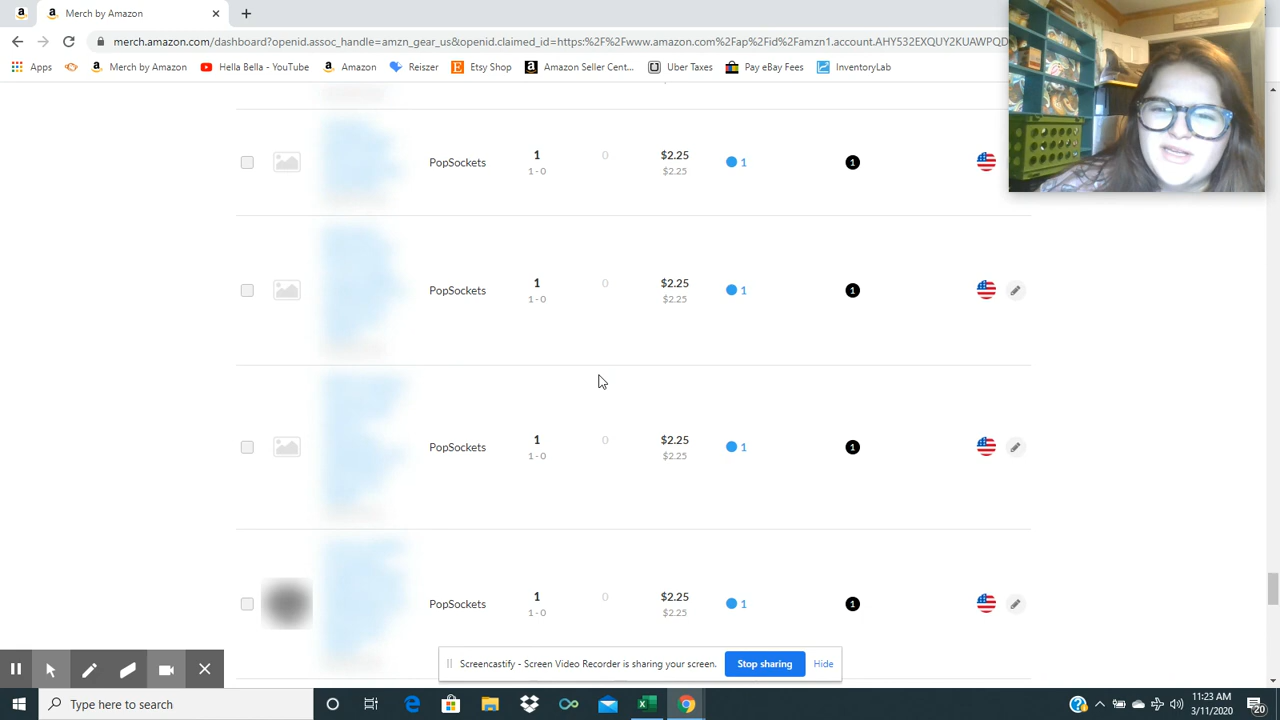 Merch by Amazon
merch.amazon.com/dashboard?openid.assoc_handle=amzn_gear_us&openid.claimed_id=https:%2F%2Fwww.amazon.com%2Fap%2Fid%2Famzn1.account.AHY532EXQUY2KUAWPQD
Apps Merch by Amazon Hella Bella - YouTube Amazon Reiszer Etsy Shop Amazon Seller Cent... Uber Taxes Pay eBay Fees InventoryLab
PopSockets 1 0 $2.25 1 1
1 - 0 $2.25
PopSockets 1 0 $2.25 1 1
1 - 0 $2.25
PopSockets 1 0 $2.25 1 1
1 - 0 $2.25
PopSockets 1 0 $2.25 1 1
1 - 0 $2.25
Screencastify - Screen Video Recorder is sharing your screen. Stop sharing Hide
Type here to search
11:23 AM
3/11/2020
20